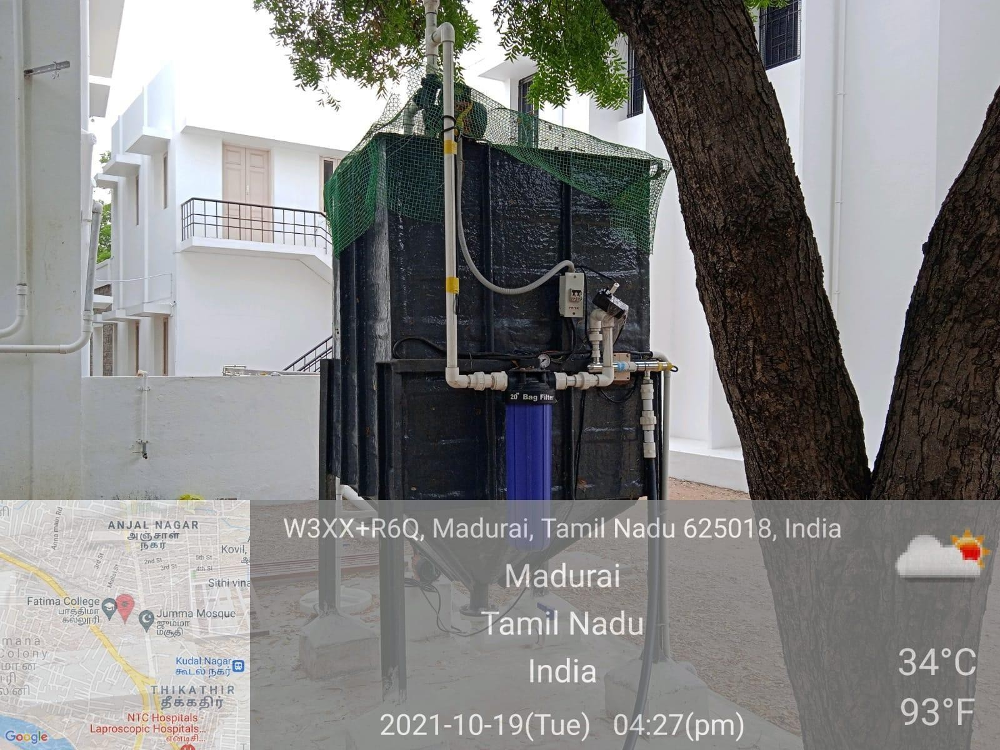 20" Bag Filter
W3XX+R6Q, Madurai, Tamil Nadu 625018, India
Madurai
Tamil Nadu
India
2021-10-19(Tue) 04:27(pm)
34°C
93°F
Anna main Rd
ANJAL NAGAR
அஞ்சாள்
நகர்
Kovil,
5th St
2nd St
3rd St
4th St
3rd St
Mullai St
Sithi vina
Fatima College
பாத்திமா
கல்லூரி
Jumma Mosque
ஜும்மா
மசூதி
mana
Colony
Kudal Nagar
கூடல் நகர்
THIKATHIR
தீக்கதிர்
NTC Hospitals -
Laproscopic Hospitals...
என்டிசி...
Google